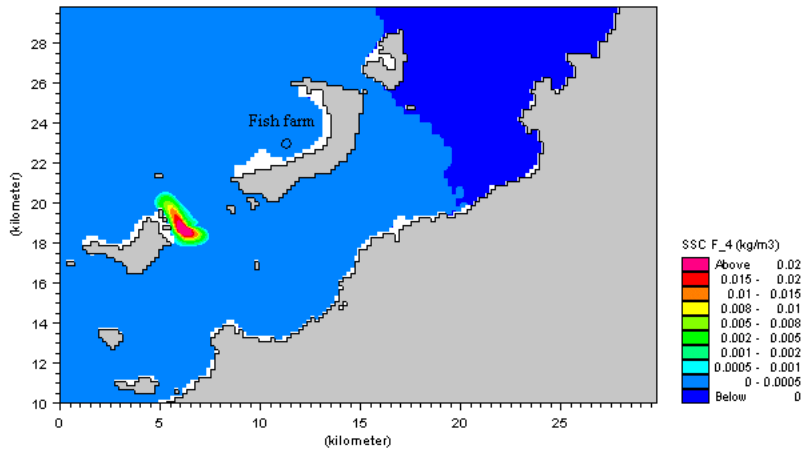 28
26
24
22
20
18
16
14
12
10
(kilometer)
Fish farm
0
5
10
15
20
25
(kilometer)
SSC F_4 (kg/m3)
Above 0.02
0.015 - 0.02
0.01 - 0.015
0.008 - 0.01
0.005 - 0.008
0.002 - 0.005
0.001 - 0.002
0.0005 - 0.001
0 - 0.0005
Below 0